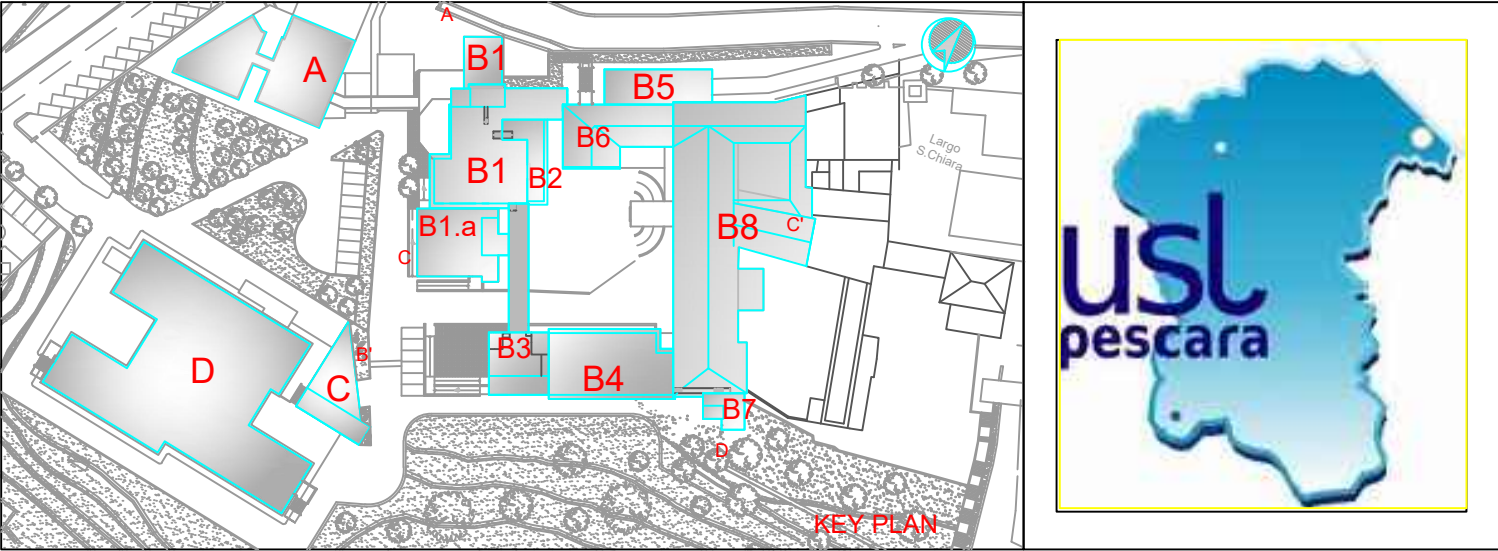 A
A
B1
B5
B6
Largo
S.Chiara
B1
B2
B1.a
B8
C'
C
B3
B'
D
C
B4
B7
D
KEY PLAN
usl
pescara